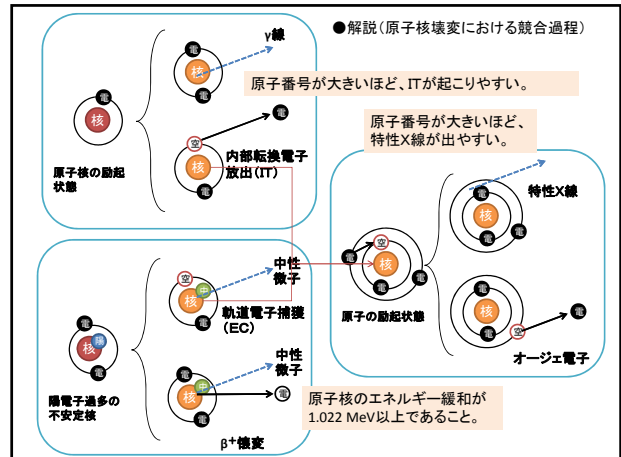 ●解説(原子核壊変における競合過程)
電
γ線
核
電
原子番号が大きいほど、ITが起こりやすい。
電
核
原子核の励起
状態
空
電
核
内部転換電子
放出(IT)
電
原子番号が大きいほど、
特性X線が出やすい。
特性X線
電
核
電
電
電
空
核
電
電
原子の励起状態
核
電
電
空
オージェ電子
中性
微子
空
中
核
軌道電子捕獲
(EC)
電
電
核
陽
電
陽電子過多の
不安定核
中性
微子
電
中
核
電
電
β⁺壊変
原子核のエネルギー緩和が
1.022 MeV以上であること。